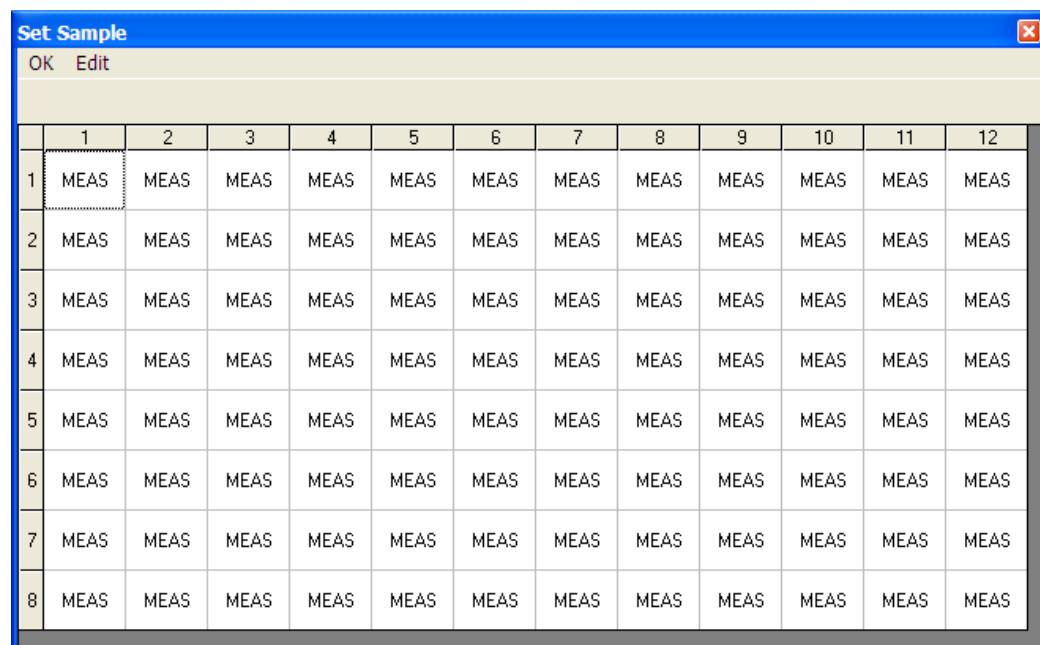 Set Sample
OK Edit
1 2 3 4 5 6 7 8 9 10 11 12
1 MEAS MEAS MEAS MEAS MEAS MEAS MEAS MEAS MEAS MEAS MEAS MEAS
2 MEAS MEAS MEAS MEAS MEAS MEAS MEAS MEAS MEAS MEAS MEAS MEAS
3 MEAS MEAS MEAS MEAS MEAS MEAS MEAS MEAS MEAS MEAS MEAS MEAS
4 MEAS MEAS MEAS MEAS MEAS MEAS MEAS MEAS MEAS MEAS MEAS MEAS
5 MEAS MEAS MEAS MEAS MEAS MEAS MEAS MEAS MEAS MEAS MEAS MEAS
6 MEAS MEAS MEAS MEAS MEAS MEAS MEAS MEAS MEAS MEAS MEAS MEAS
7 MEAS MEAS MEAS MEAS MEAS MEAS MEAS MEAS MEAS MEAS MEAS MEAS
8 MEAS MEAS MEAS MEAS MEAS MEAS MEAS MEAS MEAS MEAS MEAS MEAS